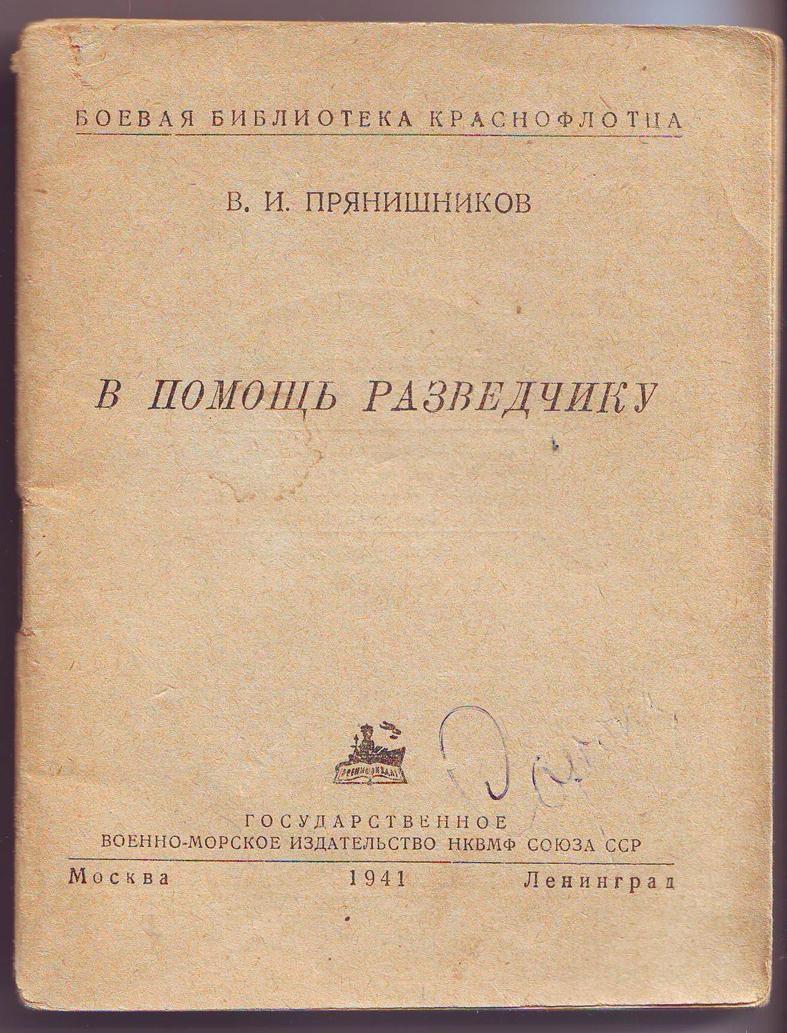 БОЕВАЯ БИБЛИОТЕКА КРАСНОФЛОТЦА
В. И. ПРЯНИШНИКОВ
В ПОМОЩЬ РАЗВЕДЧИКУ
ГОСУДАРСТВЕННОЕ
ВОЕННО-МОРСКОЕ ИЗДАТЕЛЬСТВО НКВМФ СОЮЗА ССР
Москва 1941 Ленинград